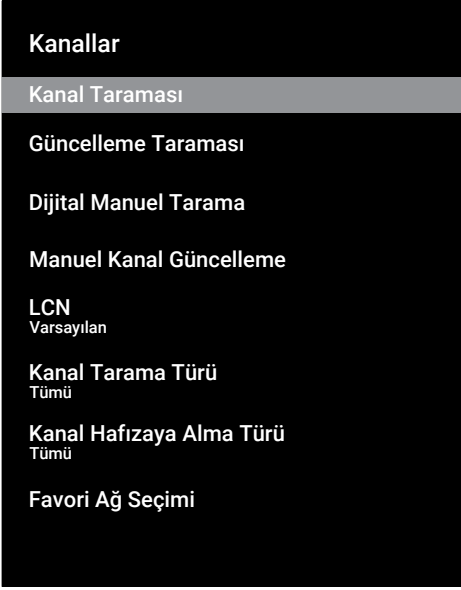 Kanallar
Kanal Taraması
Güncelleme Taraması
Dijital Manuel Tarama
Manuel Kanal Güncelleme
LCN
Varsayılan
Kanal Tarama Türü
Tümü
Kanal Hafızaya Alma Türü
Tümü
Favori Ağ Seçimi